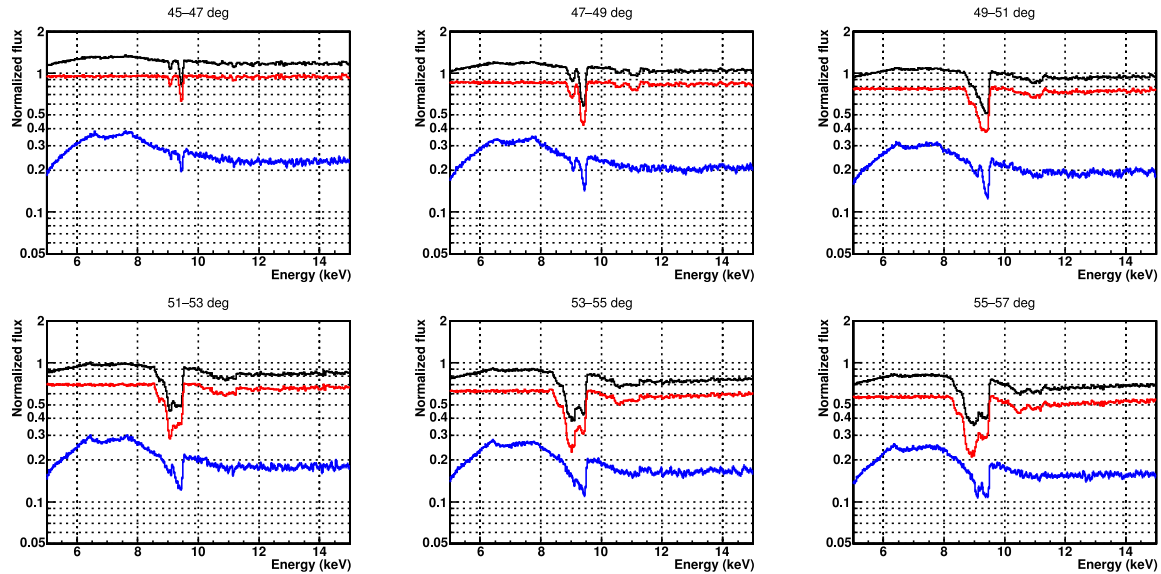 45–47 deg
Normalized flux
2
1
0.5
0.4
0.3
0.2
0.1
0.05
6 8 10 12 14
Energy (keV)
47–49 deg
Normalized flux
2
1
0.5
0.4
0.3
0.2
0.1
0.05
6 8 10 12 14
Energy (keV)
49–51 deg
Normalized flux
2
1
0.5
0.4
0.3
0.2
0.1
0.05
6 8 10 12 14
Energy (keV)
51–53 deg
Normalized flux
2
1
0.5
0.4
0.3
0.2
0.1
0.05
6 8 10 12 14
Energy (keV)
53–55 deg
Normalized flux
2
1
0.5
0.4
0.3
0.2
0.1
0.05
6 8 10 12 14
Energy (keV)
55–57 deg
Normalized flux
2
1
0.5
0.4
0.3
0.2
0.1
0.05
6 8 10 12 14
Energy (keV)